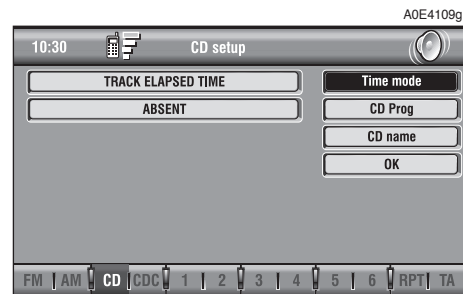 A0E4109g
10:30 CD setup
TRACK ELAPSED TIME
Time mode
ABSENT
CD Prog
CD name
OK
FM AM CD CDC 1 2 3 4 5 6 RPT TA